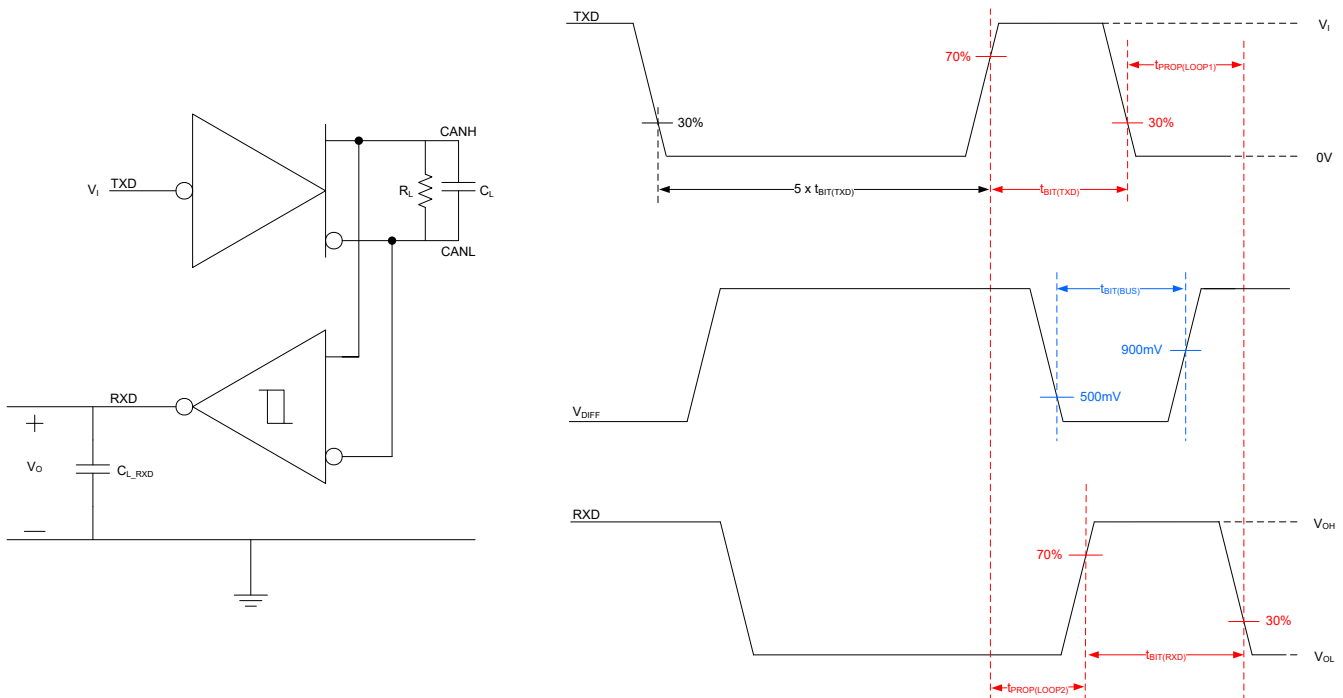 CANH
V_I TXD
R_L C_L
CANL
RXD
+
V_O C_L_RXD
—
TXD
V_I
70%
t_PROP(LOOP1)
30%
30%
0V
5 x t_BIT(TXD)
t_BIT(TXD)
t_BIT(BUS)
900mV
500mV
V_DIFF
RXD
V_OH
70%
30%
t_BIT(RXD)
V_OL
t_PROP(LOOP2)